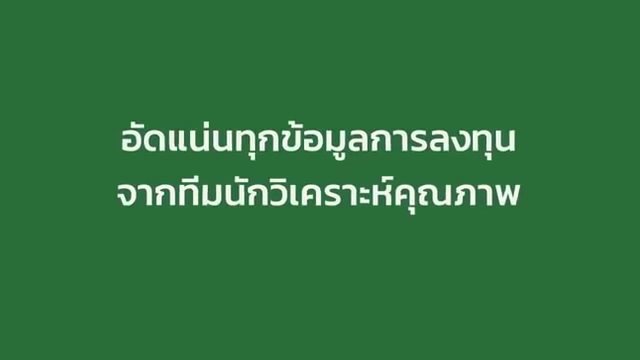 อัดแน่นทุกข้อมูลการลงทุน
จากทีมนักวิเคราะห์คุณภาพ